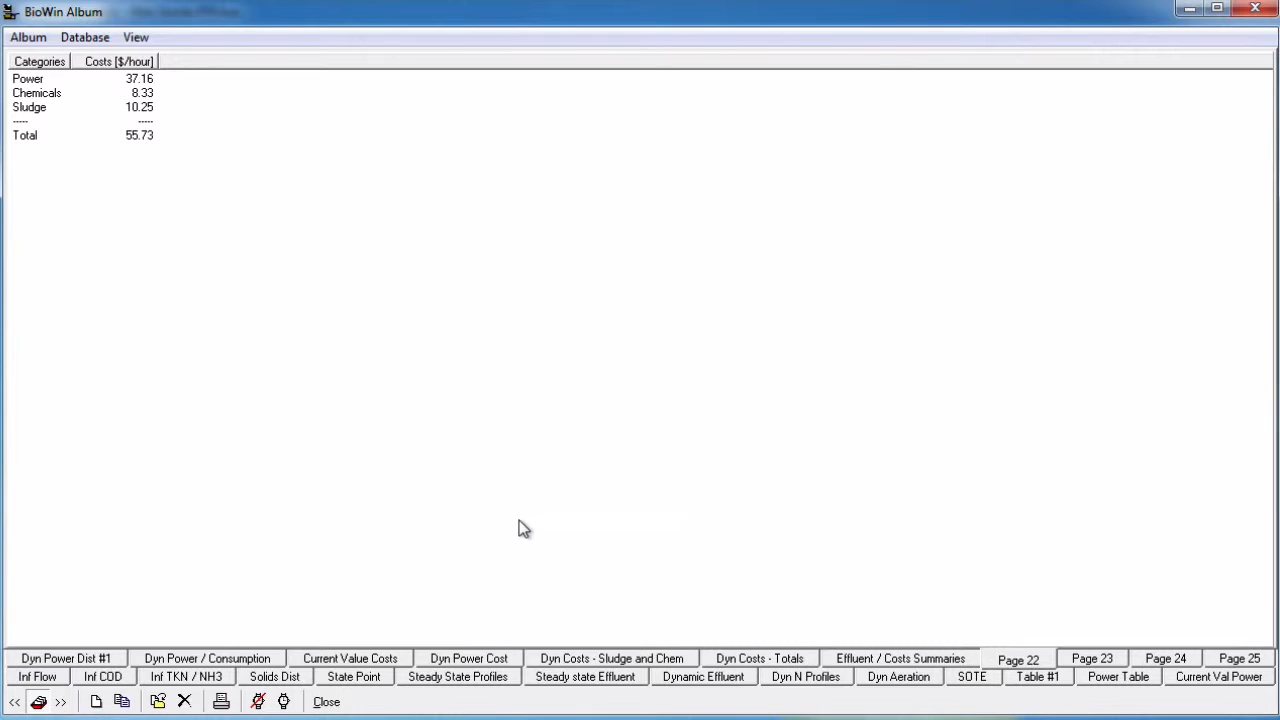 BioWin Album
Album Database View
Categories Costs [$/hour]
Power 37.16
Chemicals 8.33
Sludge 10.25
----- -----
Total 55.73
Dyn Power Dist #1 Dyn Power / Consumption Current Value Costs Dyn Power Cost Dyn Costs - Sludge and Chem Dyn Costs - Totals Effluent / Costs Summaries Page 22 Page 23 Page 24 Page 25
Inf Flow Inf COD Inf TKN / NH3 Solids Dist State Point Steady State Profiles Steady state Effluent Dynamic Effluent Dyn N Profiles Dyn Aeration SOTE Table #1 Power Table Current Val Power
<< >> Close